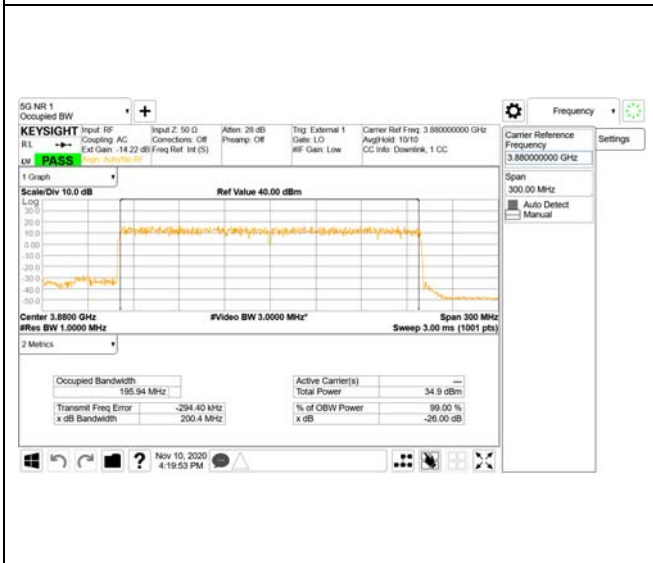 5G NR 1
Occupied BW
+
Frequency
KEYSIGHT Input: RF Input Z: 50 Ω Atten: 28 dB Trig: External 1 Carrier Ref Freq: 3.880000000 GHz
RL Coupling: AC Corrections: Off Preamp: Off Gate: LO Avg|Hold: 10/10
Ext Gain: -14.22 dB Freq Ref: Int (S) #IF Gain: Low CC Info: Downlink, 1 CC
PASS Align: Auto/No RF
Carrier Reference
Frequency
3.880000000 GHz
Settings
Span
300.00 MHz
Auto Detect
Manual
1 Graph
Scale/Div 10.0 dB Ref Value 40.00 dBm
Log
30.0
20.0
10.0
0.00
-10.0
-20.0
-30.0
-40.0
-50.0
Center 3.8800 GHz #Video BW 3.0000 MHz* Span 300 MHz
#Res BW 1.0000 MHz Sweep 3.00 ms (1001 pts)
2 Metrics
Occupied Bandwidth Active Carrier(s) ---
195.94 MHz Total Power 34.9 dBm
Transmit Freq Error -294.40 kHz % of OBW Power 99.00 %
x dB Bandwidth 200.4 MHz x dB -26.00 dB
? Nov 10, 2020
4:19:53 PM